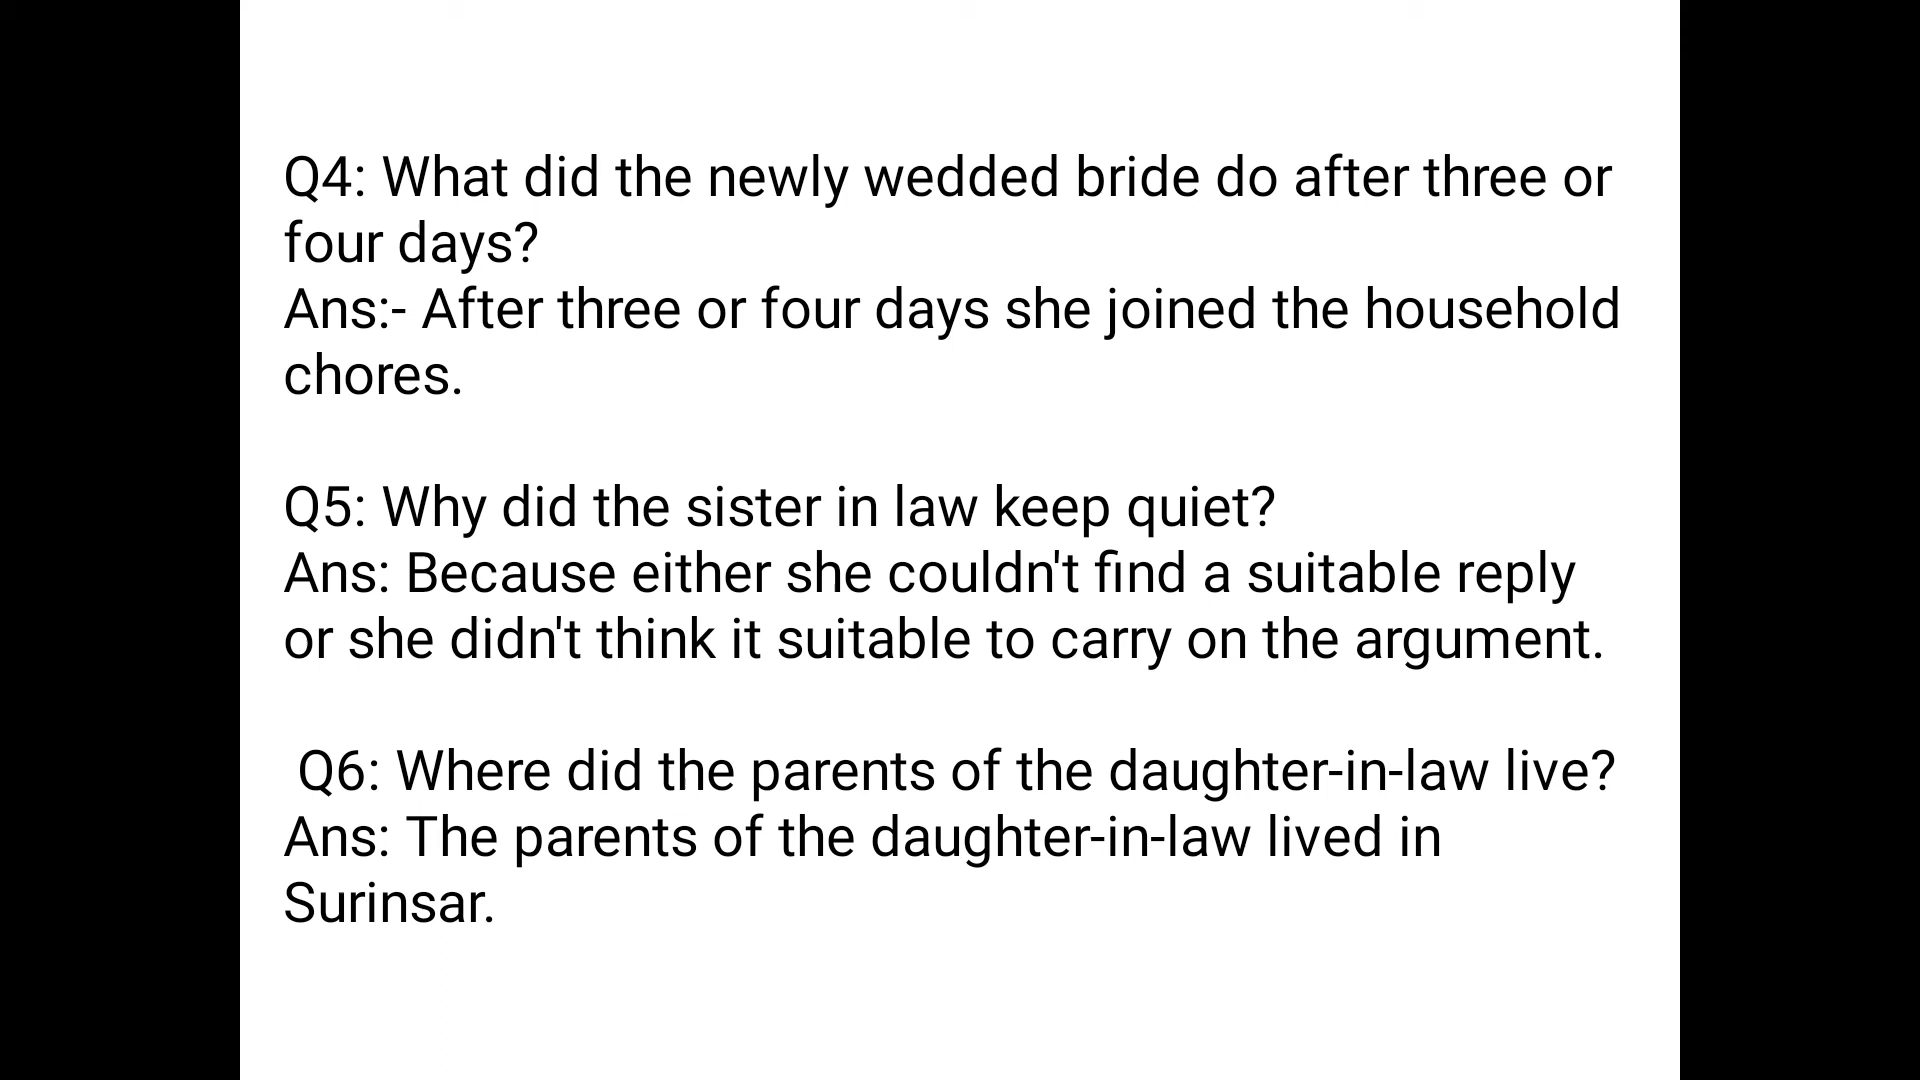 Q4: What did the newly wedded bride do after three or
four days?
Ans:- After three or four days she joined the household
chores.
Q5: Why did the sister in law keep quiet?
Ans: Because either she couldn't find a suitable reply
or she didn't think it suitable to carry on the argument.
Q6: Where did the parents of the daughter-in-law live?
Ans: The parents of the daughter-in-law lived in
Surinsar.